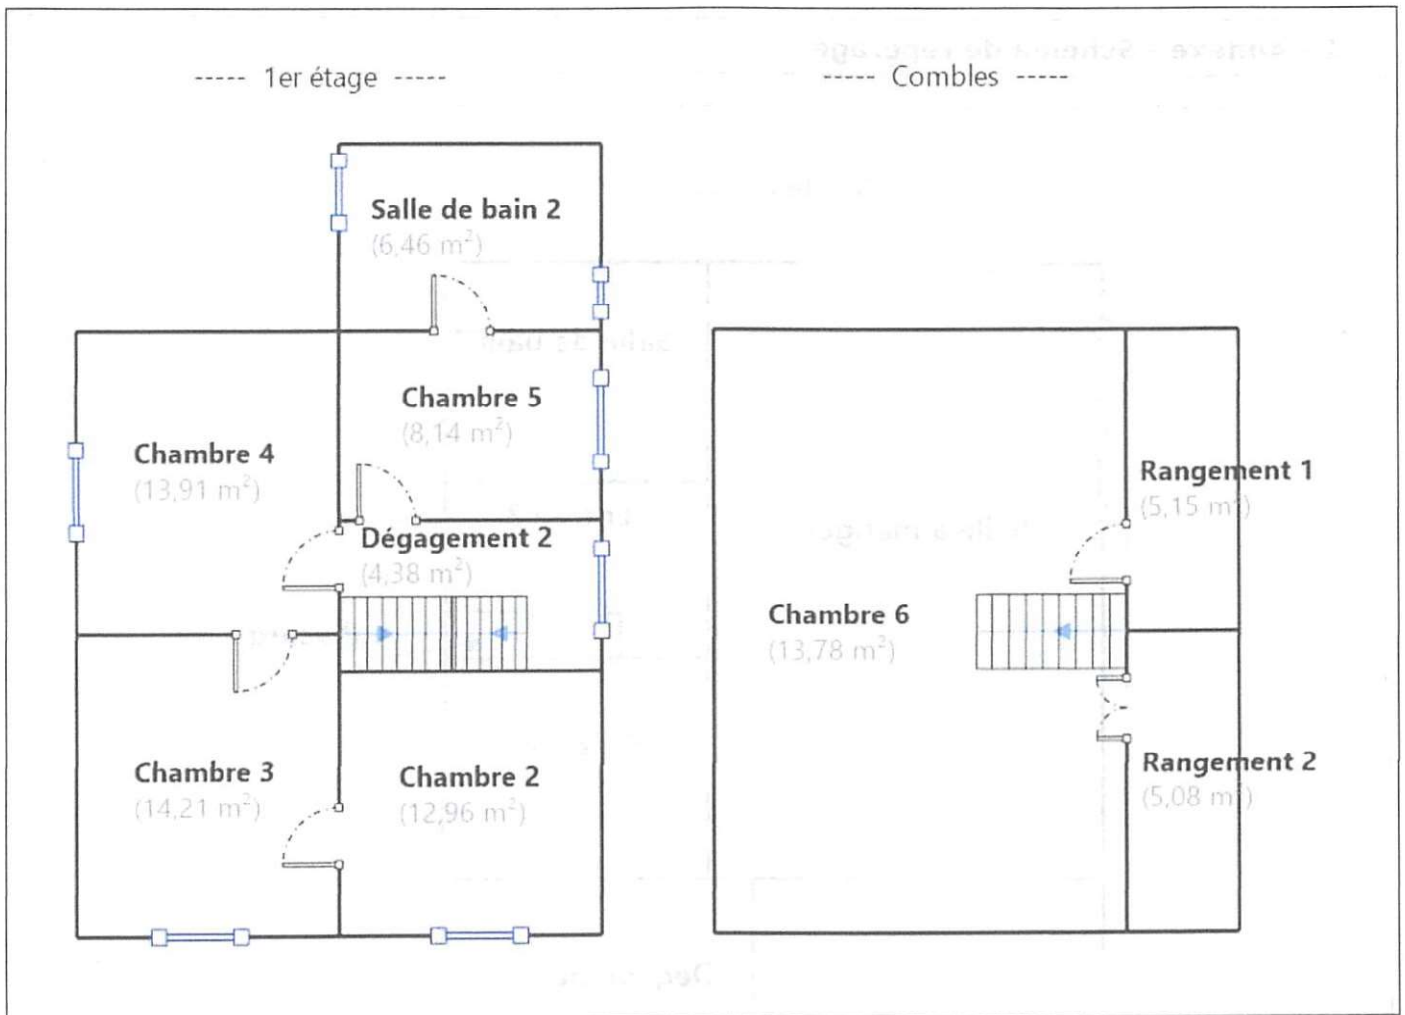 ----- 1er étage -----
Salle de bain 2
(6,46 m²)
Chambre 5
(8,14 m²)
Chambre 4
(13,91 m²)
Dégagement 2
(4,38 m²)
Chambre 3
(14,21 m²)
Chambre 2
(12,96 m²)
----- Combles -----
Rangement 1
(5,15 m²)
Chambre 6
(13,78 m²)
Rangement 2
(5,08 m²)